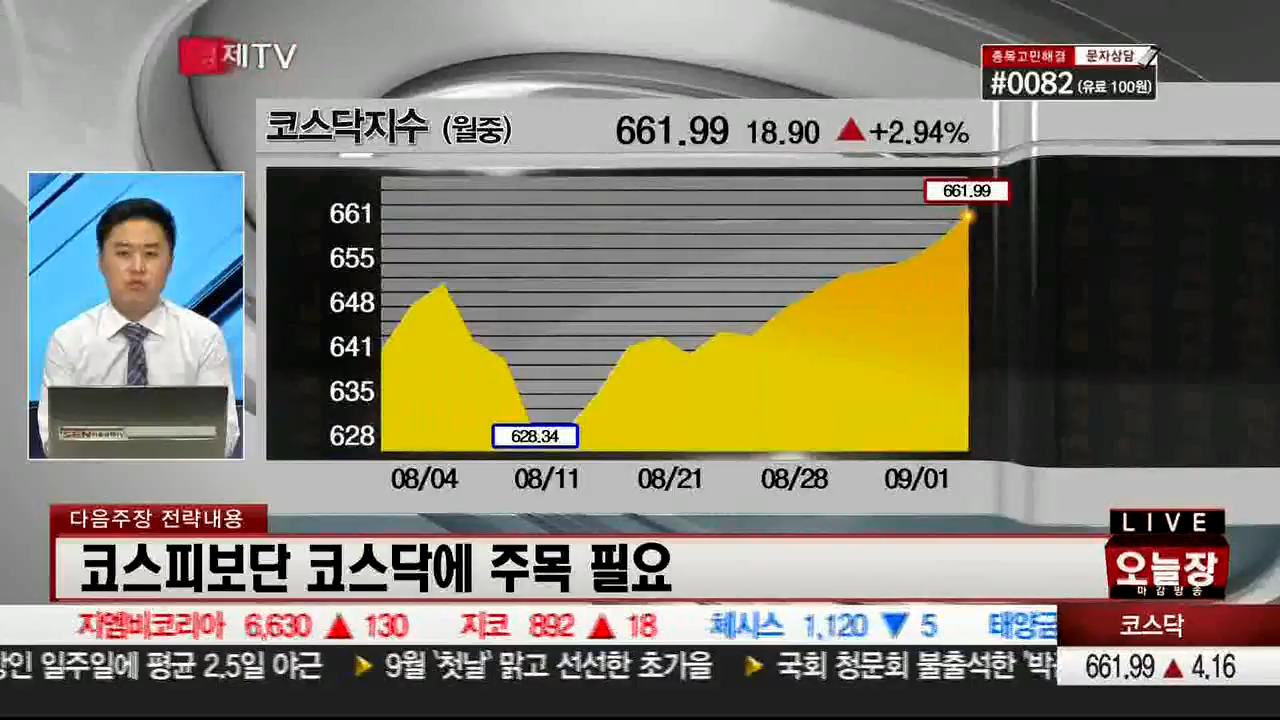 제TV
종목고민해결 문자상담
#0082 (유료 100원)
코스닥지수 (월중) 661.99 18.90 ▲+2.94%
661.99
661
655
648
641
635
628
628.34
08/04 08/11 08/21 08/28 09/01
다음주장 전략내용
코스피보단 코스닥에 주목 필요
LIVE
오늘장
마감방송
지엠비코리아 6,630 ▲ 130 지코 892 ▲ 18 체시스 1,120 ▼ 5 태양금
코스닥
일주일에 평균 2.5일 야근 ▶ 9월 '첫날' 맑고 선선한 초가을 ▶ 국회 청문회 불출석한 '박
661.99 ▲ 4.16